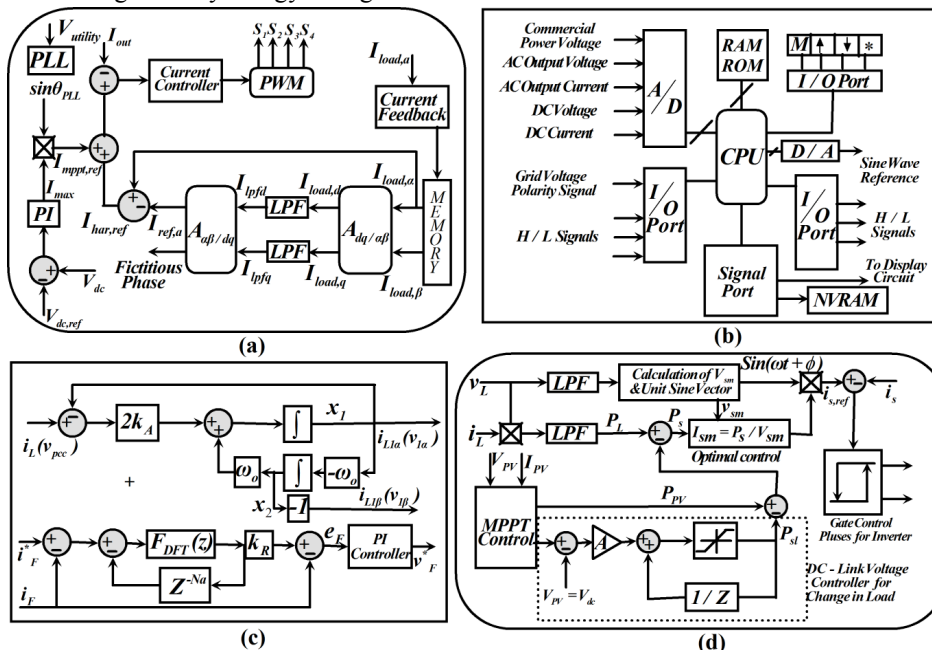 V_utility
I_out
PLL
sinθ_PLL
I_mppt,ref
I_max
PI
I_har,ref
V_dc
V_dc,ref
Current Controller
S_1 S_2 S_3 S_4
PWM
I_load,a
Current Feedback
MEMORY
I_ref,a
A_αβ/dq
I_lpfd
LPF
I_load,d
A_dq/αβ
I_load,α
Fictitious Phase
I_lpfq
LPF
I_load,q
I_load,β
(a)
Commercial Power Voltage
AC Output Voltage
AC Output Current
DC Voltage
DC Current
A/D
RAM
ROM
M ↑ ↓ *
I / O Port
CPU
D / A
Sine Wave Reference
Grid Voltage Polarity Signal
H / L Signals
I/O Port
I/O Port
H / L Signals
Signal Port
To Display Circuit
NVRAM
(b)
i_L(v_pcc)
2k_A
∫
x_1
i_L1α(v_1α)
ω_o
∫
-ω_o
x_2
-1
i_L1β(v_1β)
+
i*_F
F_DFT(z)
k_R
e_F
PI Controller
v*_F
Z^-Na
i_F
(c)
v_L
LPF
Calculation of V_sm & Unit Sine Vector
Sin(ωt + ϕ)
i_s,ref
i_s
v_sm
i_L
LPF
P_L
P_s
I_sm = P_s / V_sm
Optimal control
V_PV
I_PV
MPPT Control
P_PV
Gate Control Pluses for Inverter
A
P_sl
V_PV = V_dc
1 / Z
DC - Link Voltage Controller for Change in Load
(d)